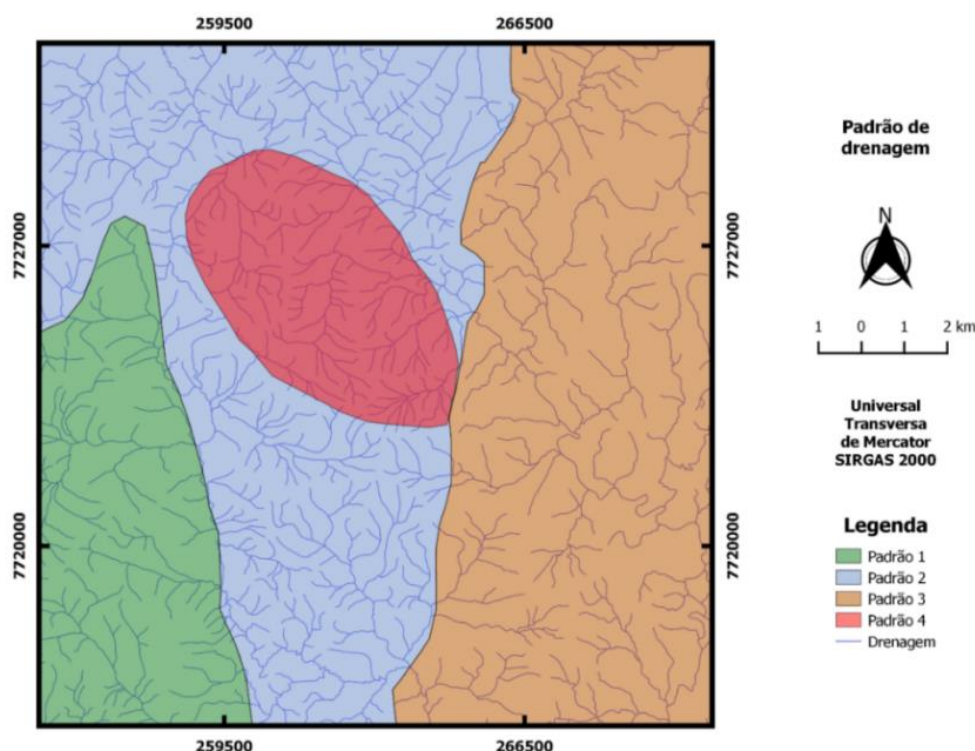 259500 266500
Padrão de
drenagem
N
7727000 7727000
1 0 1 2 km
Universal
Transversa
de Mercator
SIRGAS 2000
Legenda
7720000 7720000
Padrão 1
Padrão 2
Padrão 3
Padrão 4
Drenagem
259500 266500